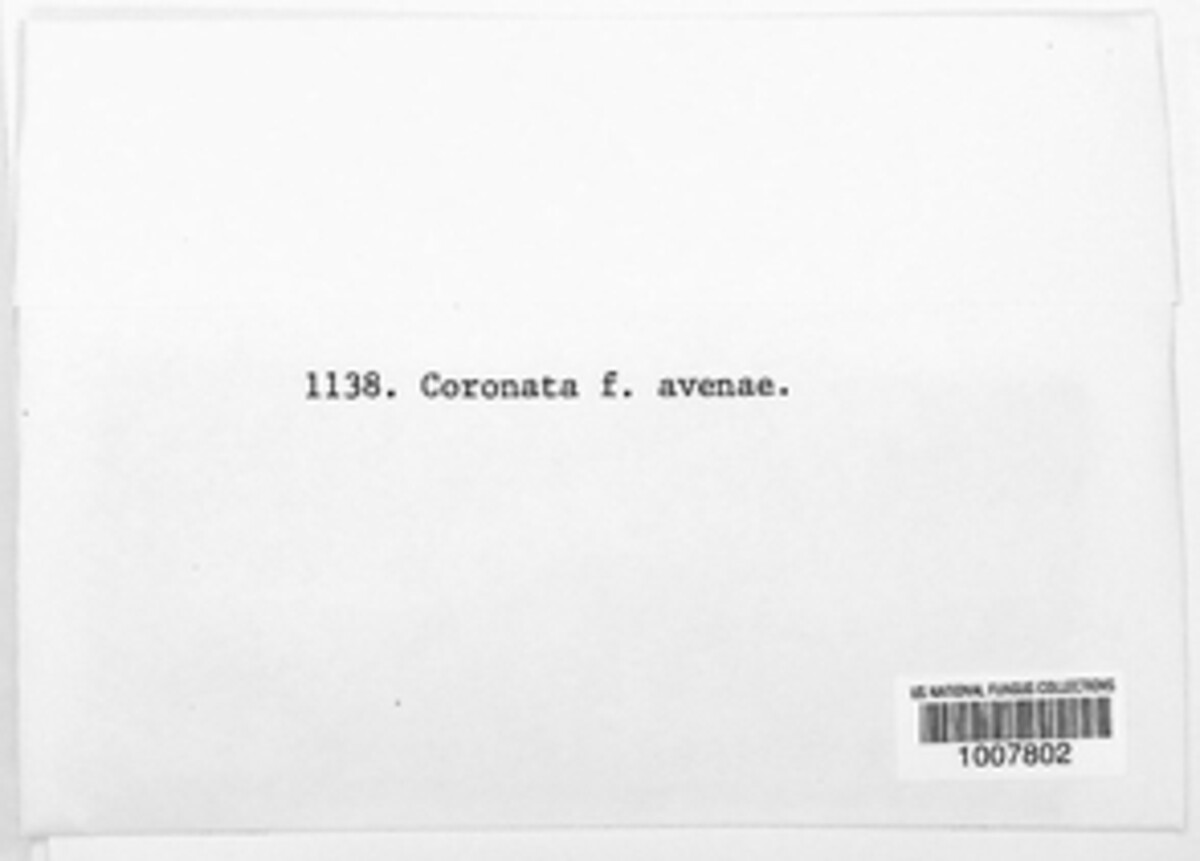 1138. Coronata f. avenae.
US NATIONAL FUNGUS COLLECTIONS
1007802